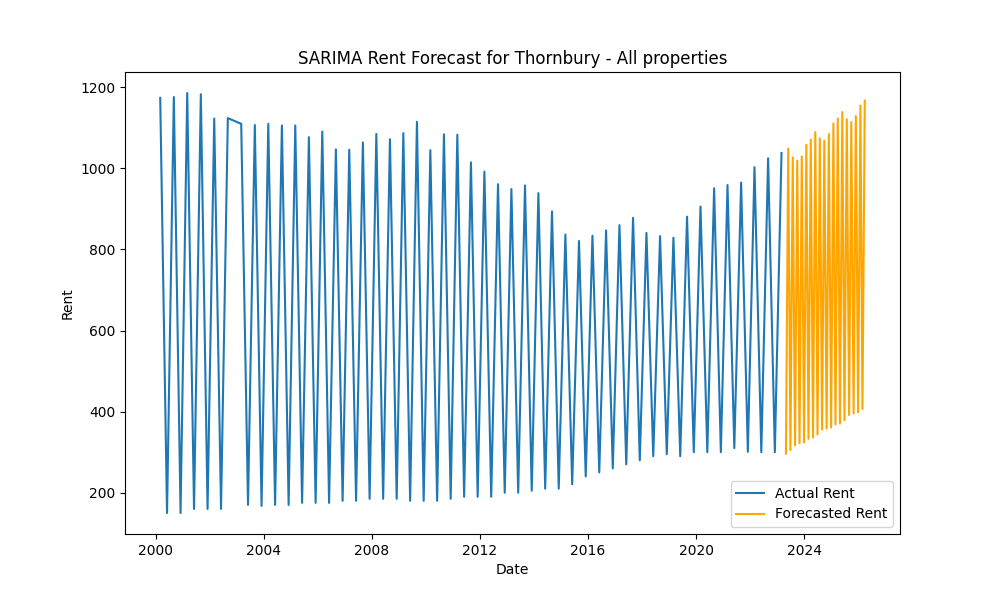 SARIMA Rent Forecast for Thornbury - All properties
1200
1000
800
600
400
200
Rent
2000
2004
2008
2012
2016
2020
2024
Date
Actual Rent
Forecasted Rent